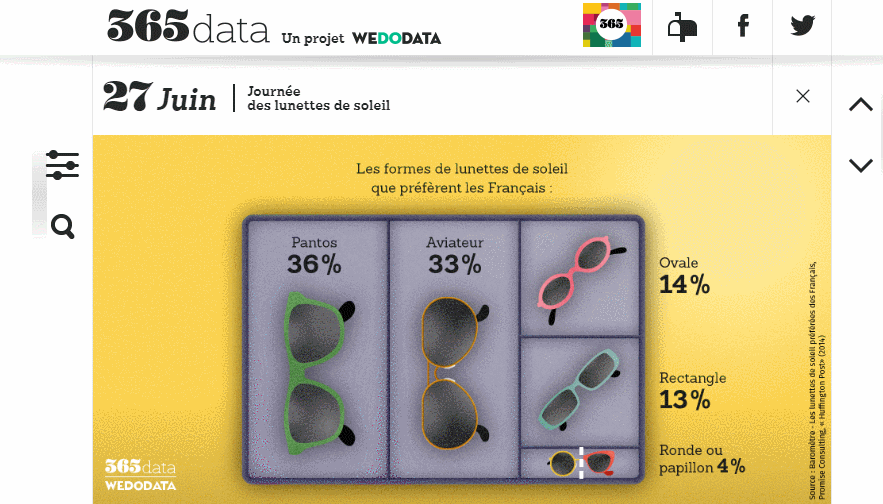 365data Un projet WEDODATA
365
27 Juin
Journée
des lunettes de soleil
Les formes de lunettes de soleil
que préfèrent les Français :
Pantos
36%
Aviateur
33%
Ovale
14%
Rectangle
13%
Ronde ou
papillon 4%
365data
WEDODATA
Source : Baromètre - Les lunettes de soleil préférées des Français,
Promise Consulting, « Huffington Post» (2014)